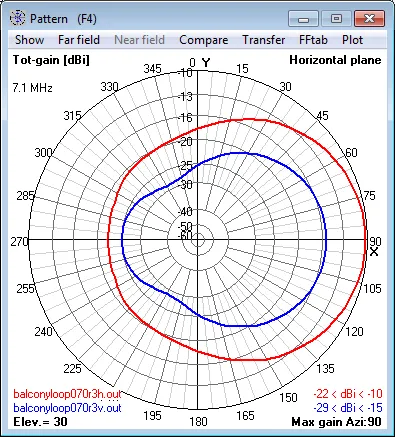 Pattern (F4)
Show Far field Near field Compare Transfer FFtab Plot
Tot-gain [dBi] Horizontal plane
7.1 MHz
0 Y
345 15
330 30
315 45
300 60
285 75
270 90
X
255 105
240 120
225 135
210 150
195 165
180
-10
-13
-16
-20
-25
-30
-40
-50
-60
balconyloop070r3h.out -22 < dBi < -10
balconyloop070r3v.out -29 < dBi < -15
Elev.= 30 Max gain Azi:90